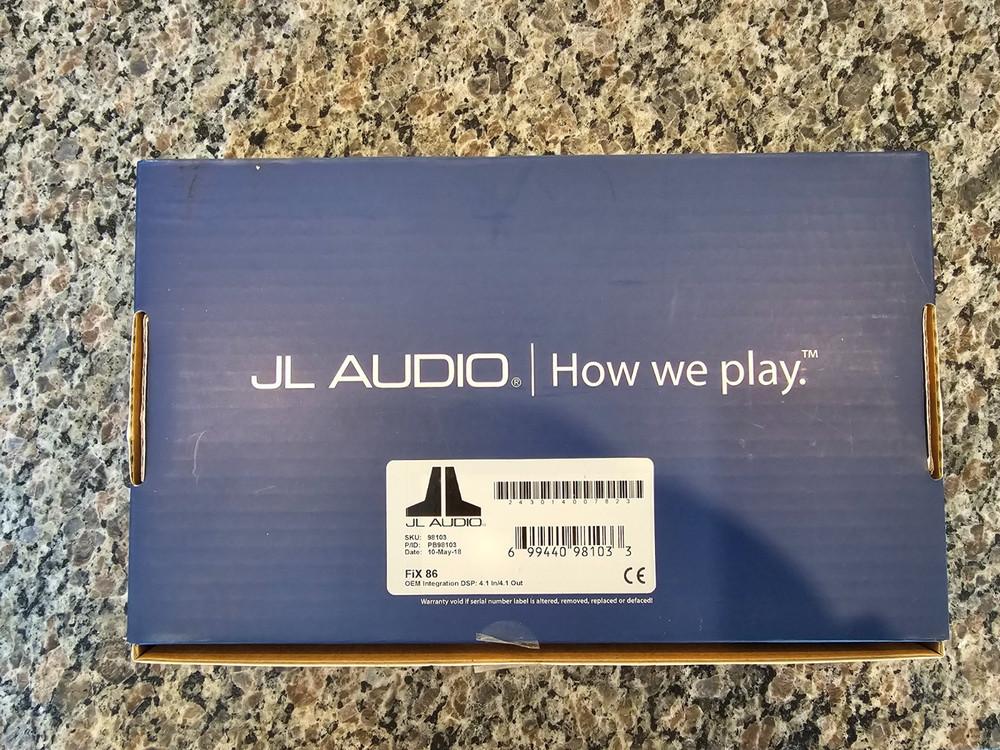 JL AUDIO® | How we play.™
JL AUDIO®
2430140007823
SKU: 98103
P/ID: PB98103
Date: 10-May-18
6 99440 98103 3
FiX 86
OEM Integration DSP: 4.1 In/4.1 Out
CE
Warranty void if serial number label is altered, removed, replaced or defaced!